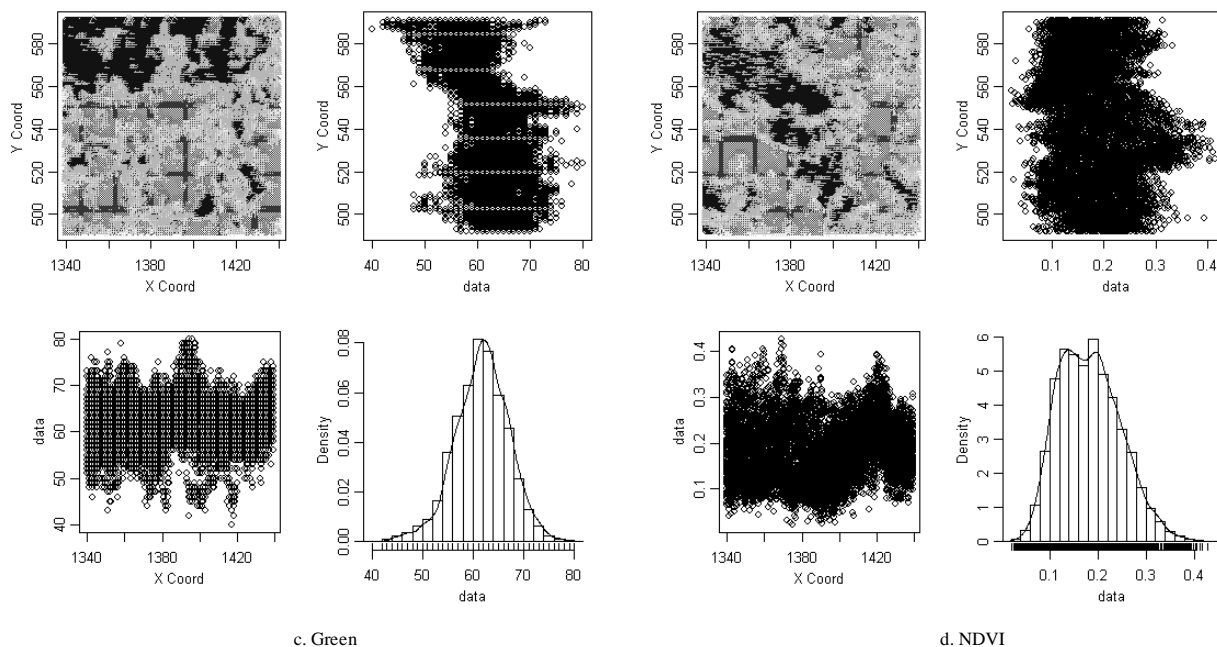 Y Coord
500 520 540 560 580
1340 1380 1420
X Coord
Y Coord
500 520 540 560 580
40 50 60 70 80
data
Y Coord
500 520 540 560 580
1340 1380 1420
X Coord
Y Coord
500 520 540 560 580
0.1 0.2 0.3 0.4
data
data
40 50 60 70 80
1340 1380 1420
X Coord
Density
0.00 0.02 0.04 0.06 0.08
40 50 60 70 80
data
data
0.1 0.2 0.3 0.4
1340 1380 1420
X Coord
Density
0 1 2 3 4 5 6
0.1 0.2 0.3 0.4
data
c. Green
d. NDVI